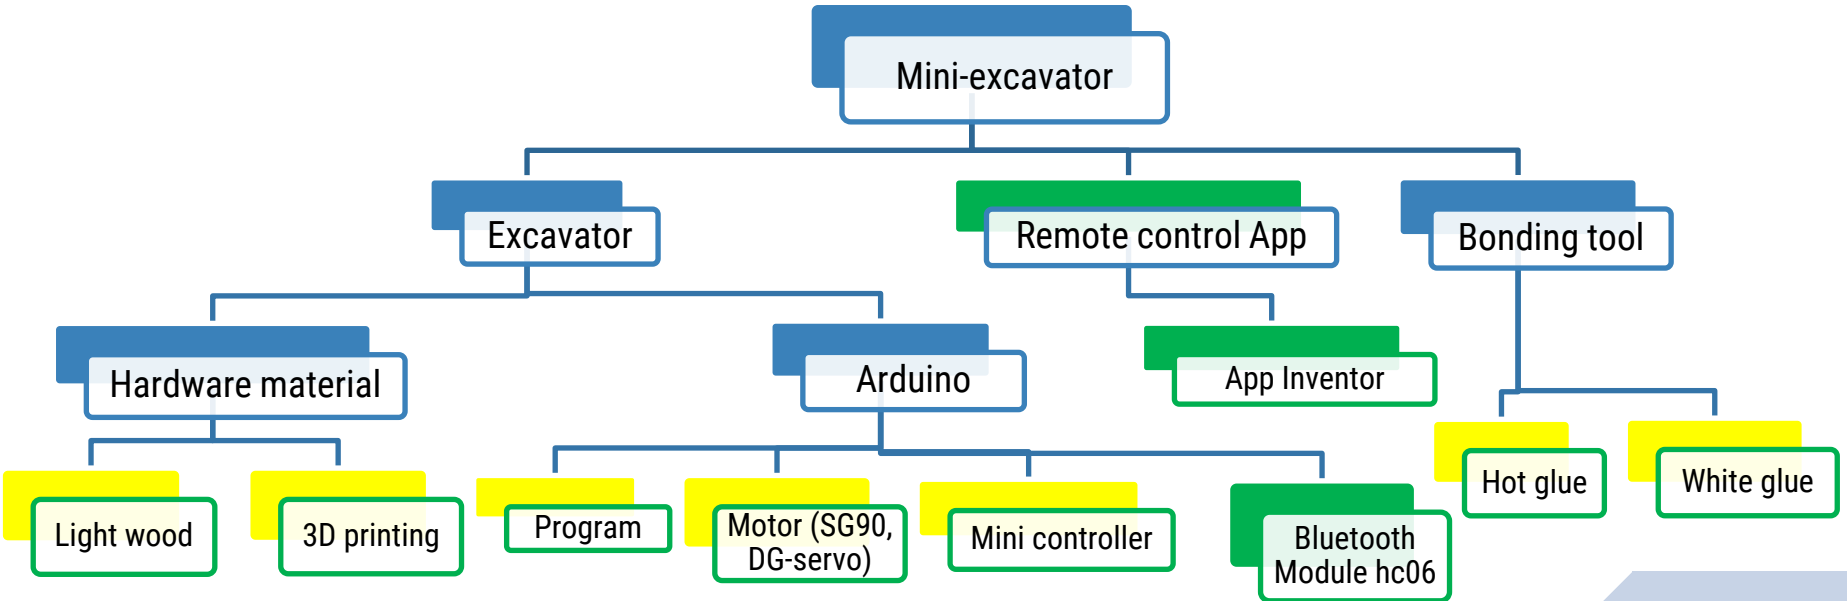 Mini-excavator
Excavator
Remote control App
Bonding tool
Hardware material
Arduino
App Inventor
Light wood
3D printing
Program
Motor (SG90,
DG-servo)
Mini controller
Bluetooth
Module hc06
Hot glue
White glue